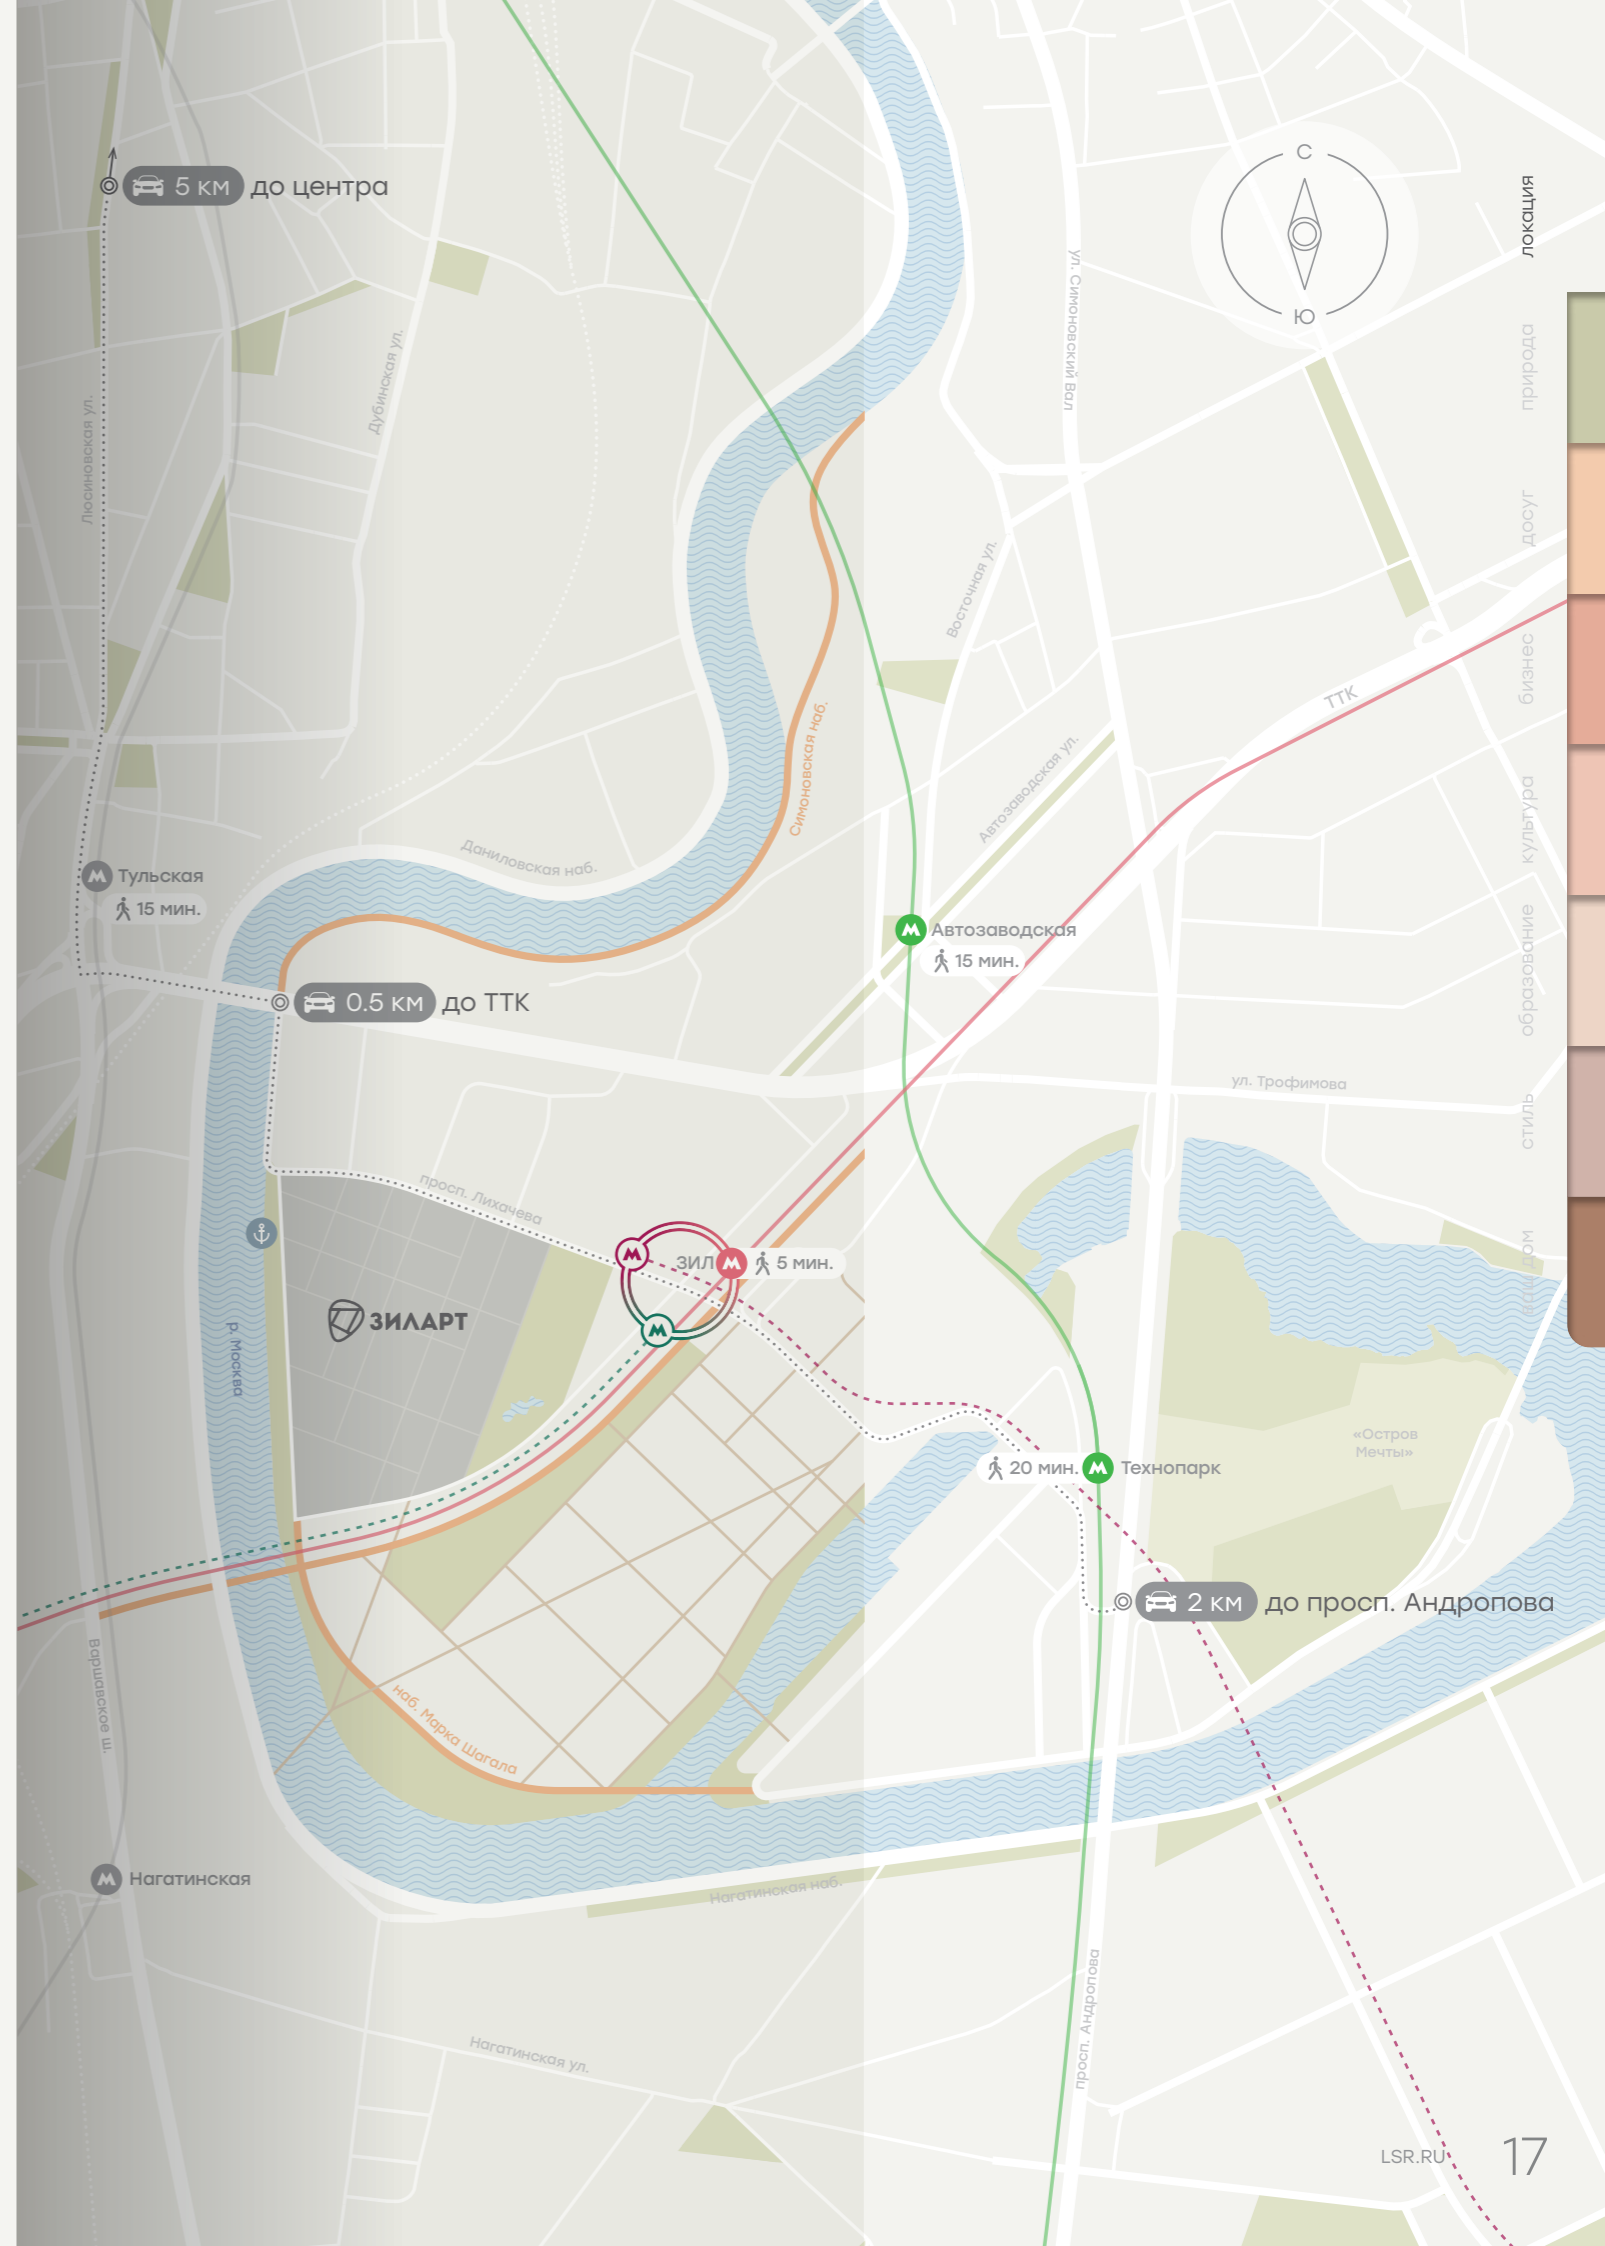 С
Ю
локация
природа
досуг
бизнес
культура
образование
стиль
ваш дом
5 км до центра
ул. Симоновский Вал
Дубининская ул.
Люсиновская ул.
Восточная ул.
ТТК
Симоновская наб.
Автозаводская ул.
Даниловская наб.
Тульская
15 мин.
Автозаводская
15 мин.
0.5 км до ТТК
ул. Трофимова
просп. Лихачева
ЗИЛ
5 мин.
ЗИЛАРТ
р. Москва
«Остров
Мечты»
20 мин.
Технопарк
2 км до просп. Андропова
Варшавское ш.
наб. Марка Шагала
Нагатинская
Нагатинская наб.
просп. Андропова
Нагатинская ул.
LSR.RU
17